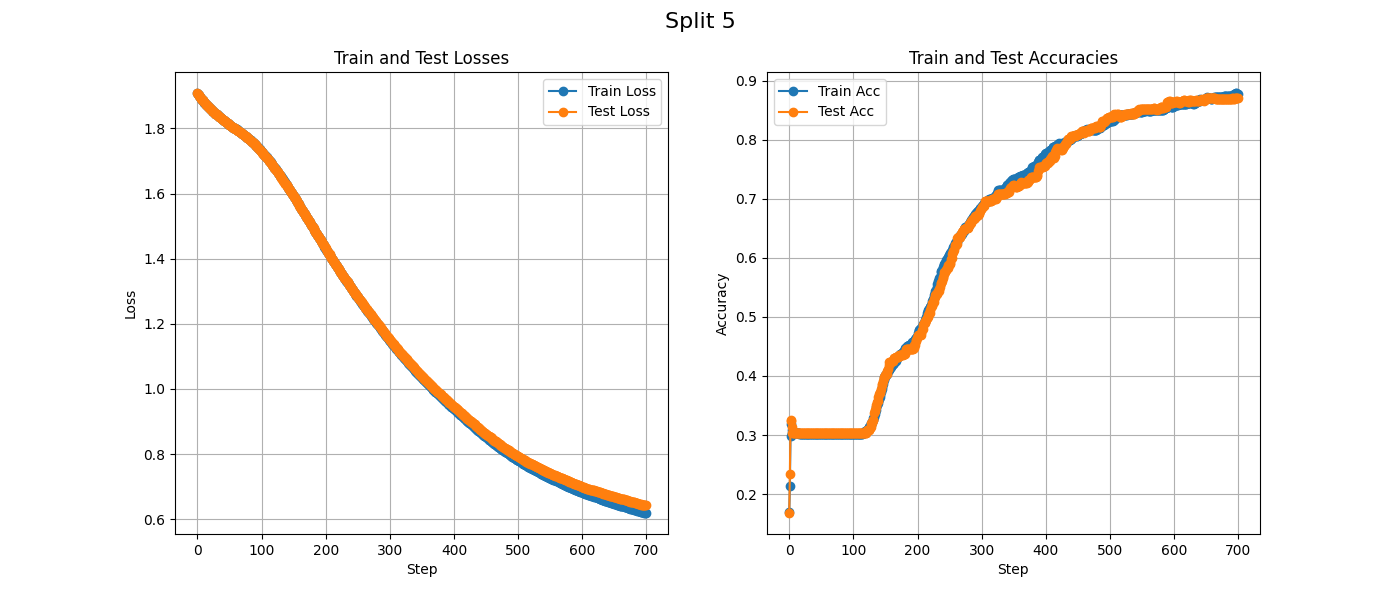 Split 5
Train and Test Losses
Train Loss
Test Loss
1.8
1.6
1.4
1.2
1.0
0.8
0.6
Loss
0 100 200 300 400 500 600 700
Step
Train and Test Accuracies
Train Acc
Test Acc
0.9
0.8
0.7
0.6
0.5
0.4
0.3
0.2
Accuracy
0 100 200 300 400 500 600 700
Step